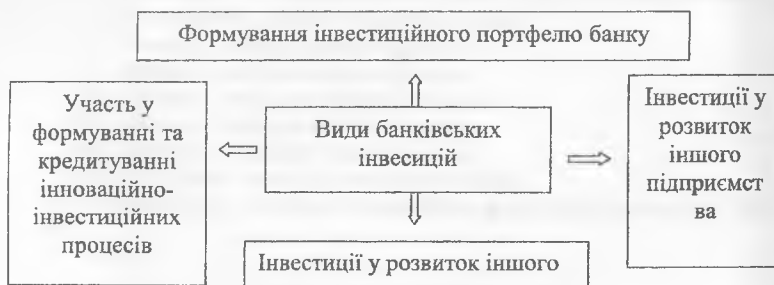 Формування інвестиційного портфелю банку
Участь у
формуванні та
кредитуванні
інноваційно-
інвестиційних
процесів
Види банківських
інвесицій
Інвестиції у
розвиток
іншого
підприємст
ва
Інвестиції у розвиток іншого